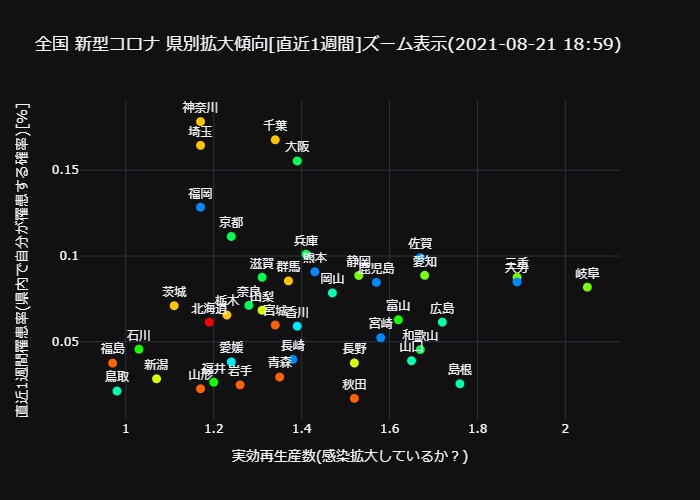 全国 新型コロナ 県別拡大傾向[直近1週間]ズーム表示(2021-08-21 18:59)
直近1週間罹患率(県内で自分が罹患する確率)[%]
神奈川
千葉
埼玉
大阪
0.15
福岡
京都
兵庫
佐賀
0.1
熊本
静岡
愛知
三重
大分
滋賀
群馬
鹿児島
岐阜
岡山
茨城
奈良
山梨
栃木
北海道
宮城
香川
富山
広島
宮崎
0.05
石川
和歌山
福島
愛媛
長崎
長野
山口
新潟
鳥取
山形
福井
岩手
青森
島根
秋田
1
1.2
1.4
1.6
1.8
2
実効再生産数(感染拡大しているか？)